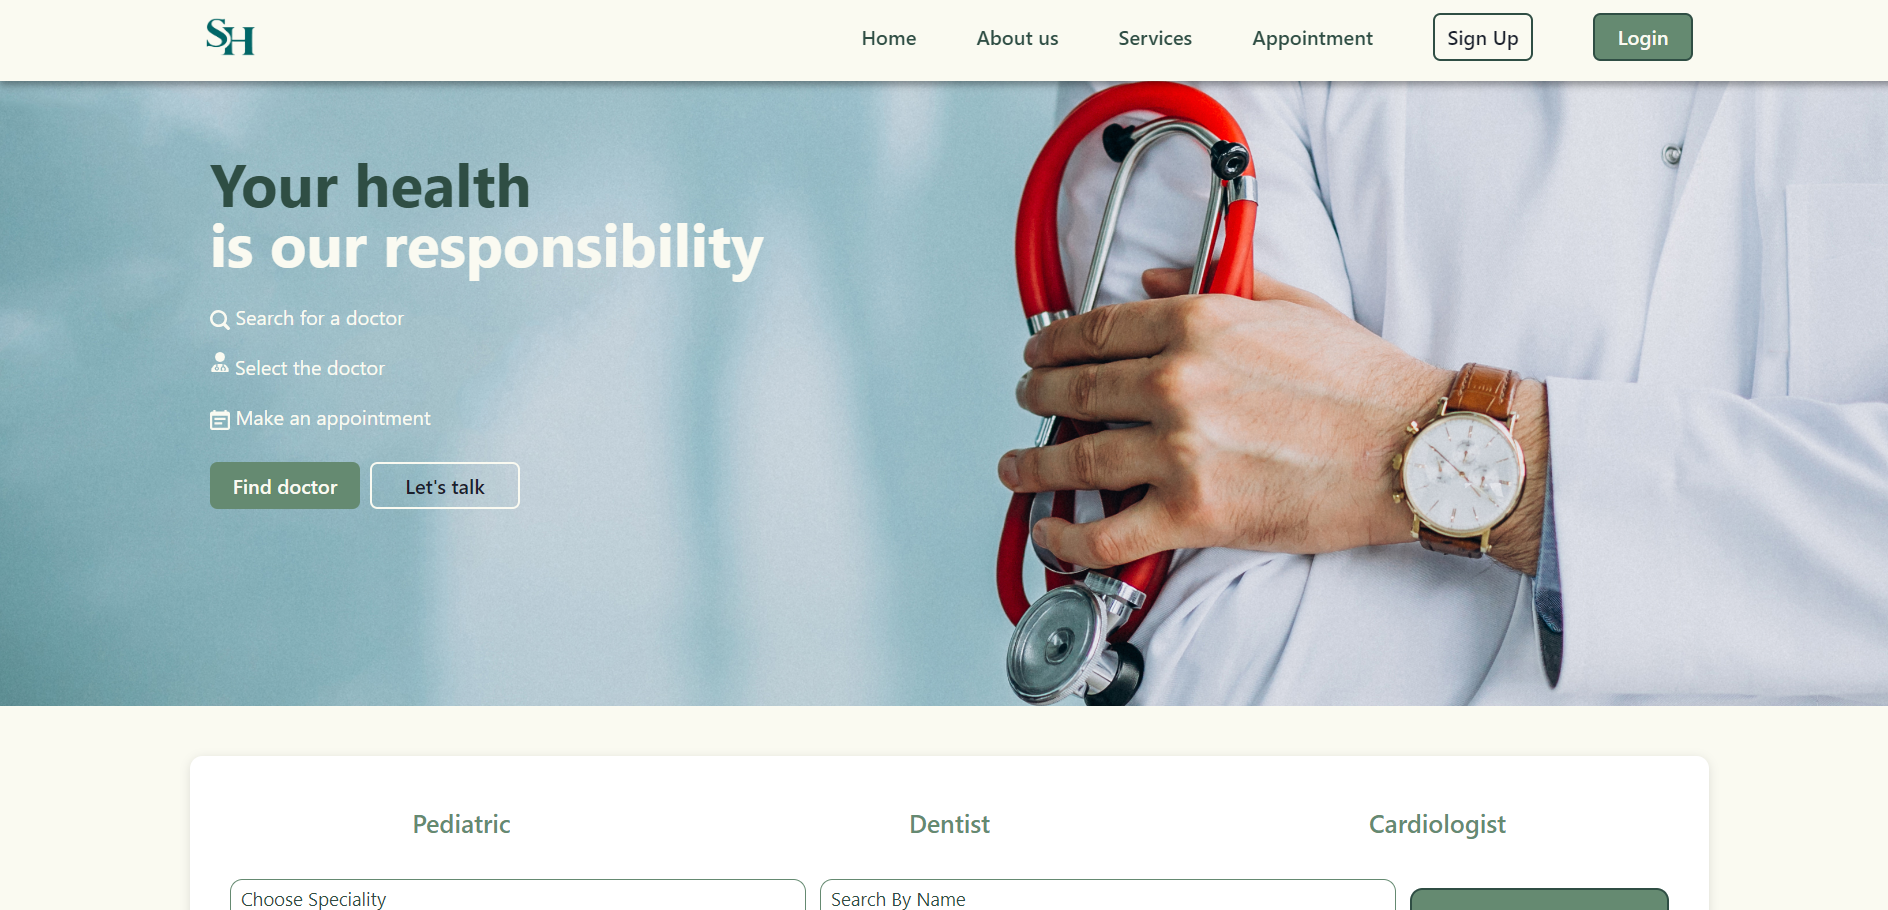 SH
Home About us Services Appointment Sign Up Login
Your health
is our responsibility
Search for a doctor
Select the doctor
Make an appointment
Find doctor Let's talk
Pediatric Dentist Cardiologist
Choose Speciality Search By Name